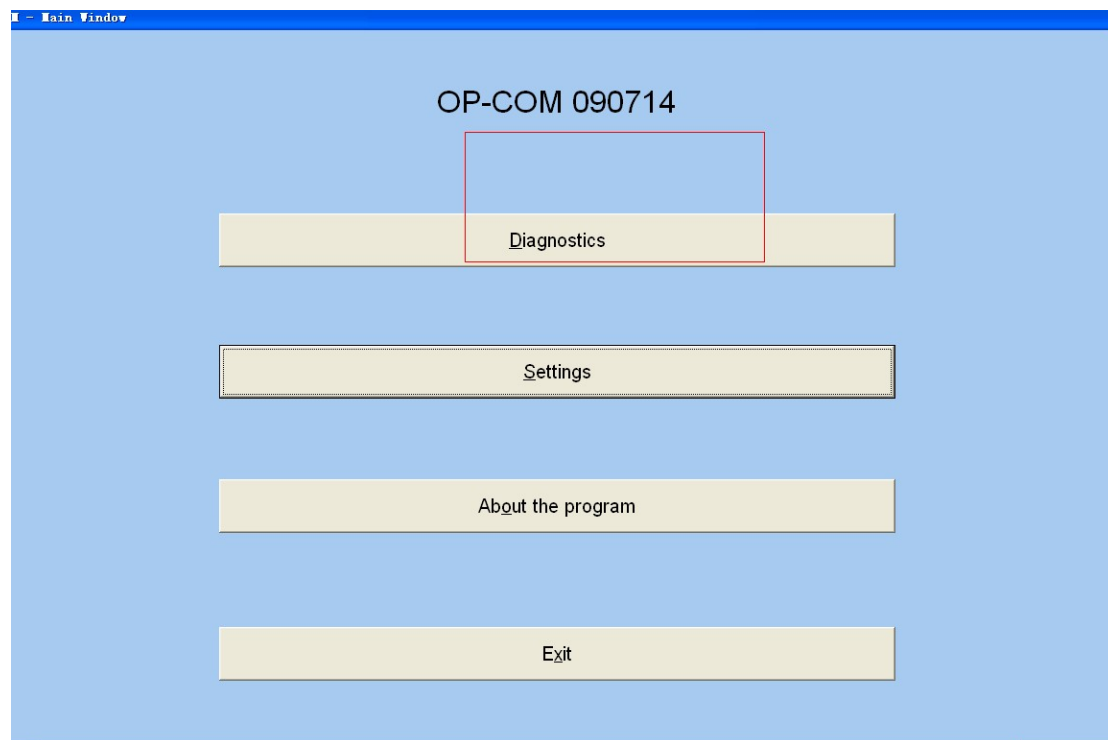 - Main Window
OP-COM 090714
Diagnostics
Settings
About the program
Exit